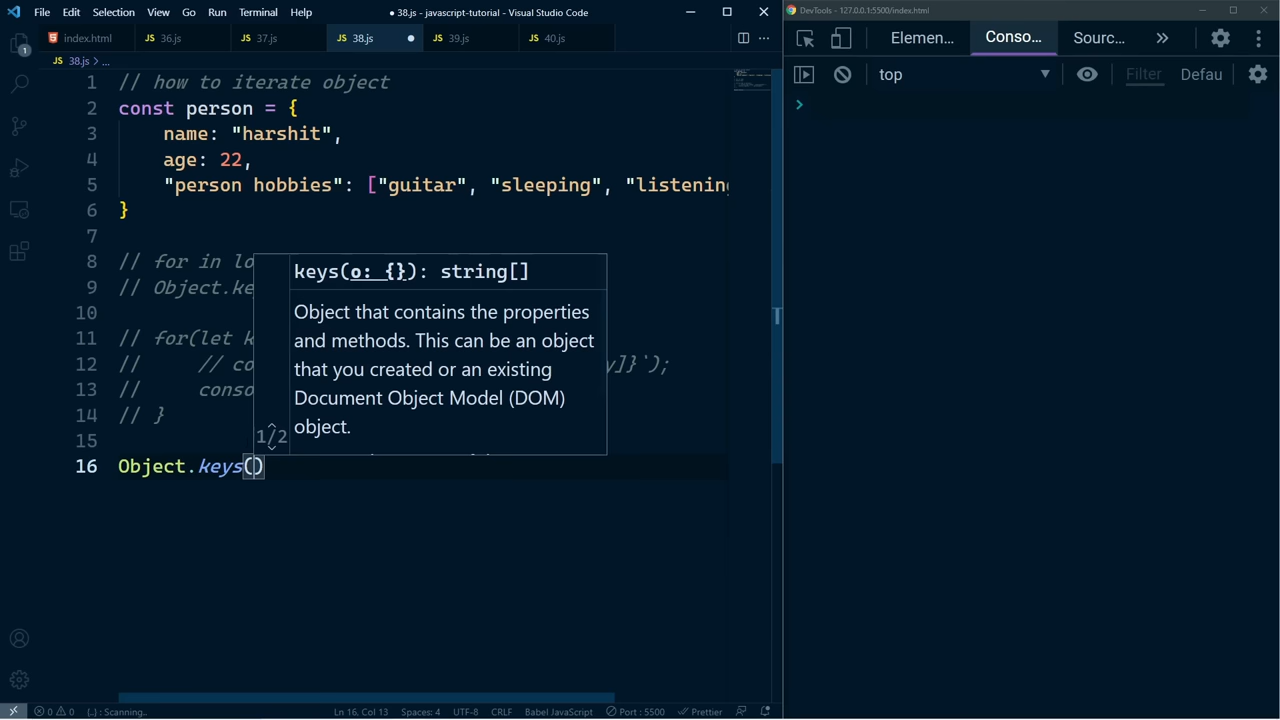 File Edit Selection View Go Run Terminal Help
● 38.js - javascript-tutorial - Visual Studio Code
DevTools - 127.0.0.1:5500/index.html
index.html JS 36.js JS 37.js JS 38.js JS 39.js JS 40.js
Elemen… Conso… Sourc…
JS 38.js > ...
top Filter Defau
1 // how to iterate object
2 const person = {
3 name: "harshit",
4 age: 22,
5 "person hobbies": ["guitar", "sleeping", "listening
6 }
7
8 // for in lo
9 // Object.ke
10
11 // for(let k
12 // // co y]}`);
13 // conso
14 // }
15
16 Object.keys()
keys(o: {}): string[]
Object that contains the properties
and methods. This can be an object
that you created or an existing
Document Object Model (DOM)
object.
1/2
0 0 {..} : Scanning.. Ln 16, Col 13 Spaces: 4 UTF-8 CRLF Babel JavaScript Port : 5500 Prettier